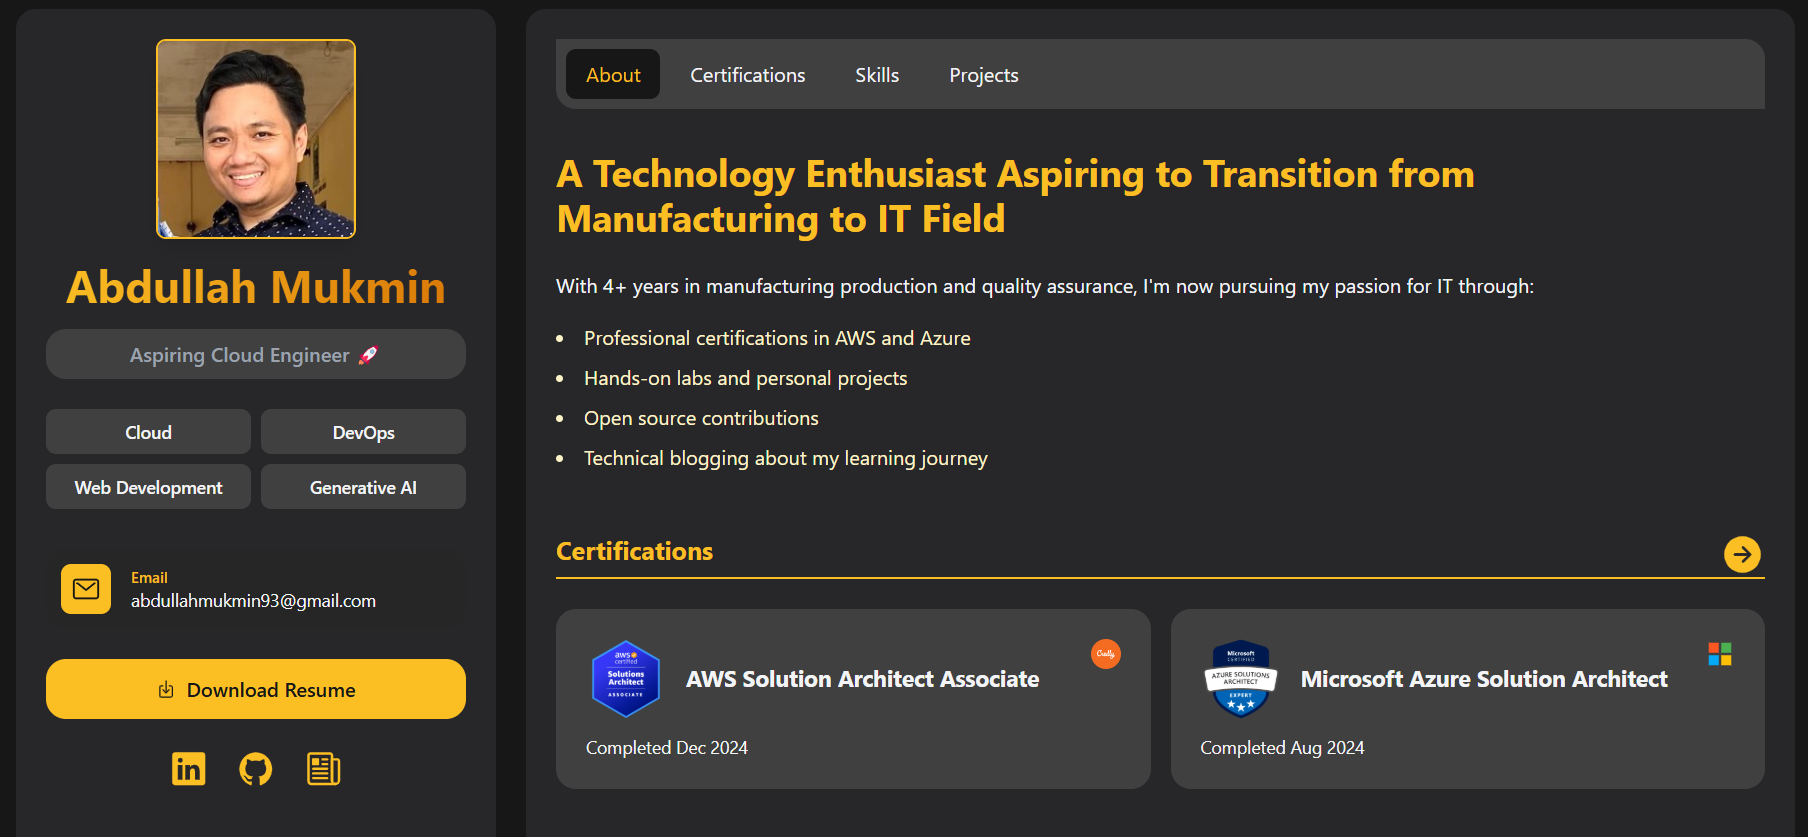 Abdullah Mukmin
Aspiring Cloud Engineer 🚀
Cloud
DevOps
Web Development
Generative AI
Email
abdullahmukmin93@gmail.com
Download Resume
in
About
Certifications
Skills
Projects
A Technology Enthusiast Aspiring to Transition from
Manufacturing to IT Field
With 4+ years in manufacturing production and quality assurance, I'm now pursuing my passion for IT through:
• Professional certifications in AWS and Azure
• Hands-on labs and personal projects
• Open source contributions
• Technical blogging about my learning journey
Certifications
aws
certified
Solutions
Architect
ASSOCIATE
AWS Solution Architect Associate
Credly
Completed Dec 2024
Microsoft
CERTIFIED
AZURE SOLUTIONS
ARCHITECT
EXPERT
Microsoft Azure Solution Architect
Completed Aug 2024